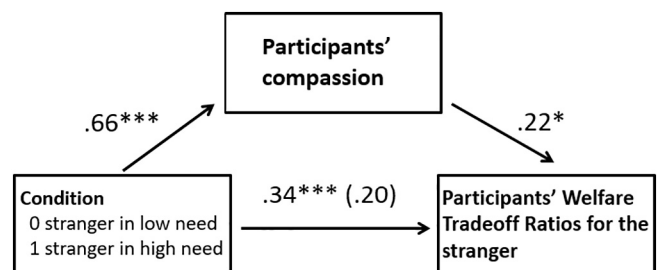 Participants’
compassion
.66***
.22*
Condition
0 stranger in low need
1 stranger in high need
.34*** (.20)
Participants’ Welfare
Tradeoff Ratios for the
stranger